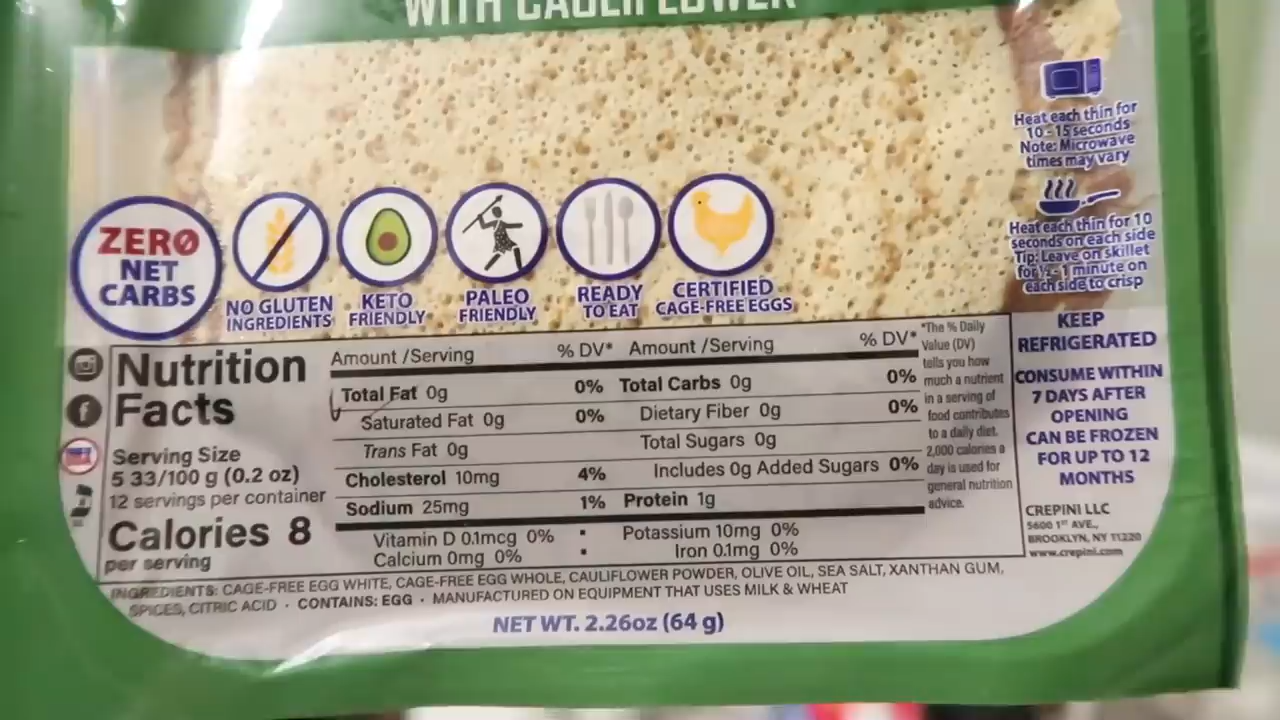 WITH CAULIFLOWER
Heat each thin for
10-15 seconds
Note: Microwave
times may vary
Heat each thin for 10
seconds on each side
Tip: Leave on skillet
for ½-1 minute on
each side to crisp
ZERØ
NET
CARBS
NO GLUTEN
INGREDIENTS
KETO
FRIENDLY
PALEO
FRIENDLY
READY
TO EAT
CERTIFIED
CAGE-FREE EGGS
Nutrition
Facts
Serving Size
5 33/100 g (0.2 oz)
12 servings per container
Calories 8
per serving
Amount /Serving % DV* Amount /Serving % DV*
Total Fat 0g 0% Total Carbs 0g 0%
Saturated Fat 0g 0% Dietary Fiber 0g 0%
Trans Fat 0g Total Sugars 0g
Cholesterol 10mg 4% Includes 0g Added Sugars 0%
Sodium 25mg 1% Protein 1g
Vitamin D 0.1mcg 0% ▪ Potassium 10mg 0%
Calcium 0mg 0% ▪ Iron 0.1mg 0%
*The % Daily
Value (DV)
tells you how
much a nutrient
in a serving of
food contributes
to a daily diet.
2,000 calories a
day is used for
general nutrition
advice.
KEEP
REFRIGERATED
CONSUME WITHIN
7 DAYS AFTER
OPENING
CAN BE FROZEN
FOR UP TO 12
MONTHS
CREPINI LLC
5600 1ST AVE.,
BROOKLYN, NY 11220
www.crepini.com
INGREDIENTS: CAGE-FREE EGG WHITE, CAGE-FREE EGG WHOLE, CAULIFLOWER POWDER, OLIVE OIL, SEA SALT, XANTHAN GUM,
SPICES, CITRIC ACID · CONTAINS: EGG · MANUFACTURED ON EQUIPMENT THAT USES MILK & WHEAT
NET WT. 2.26oz (64 g)